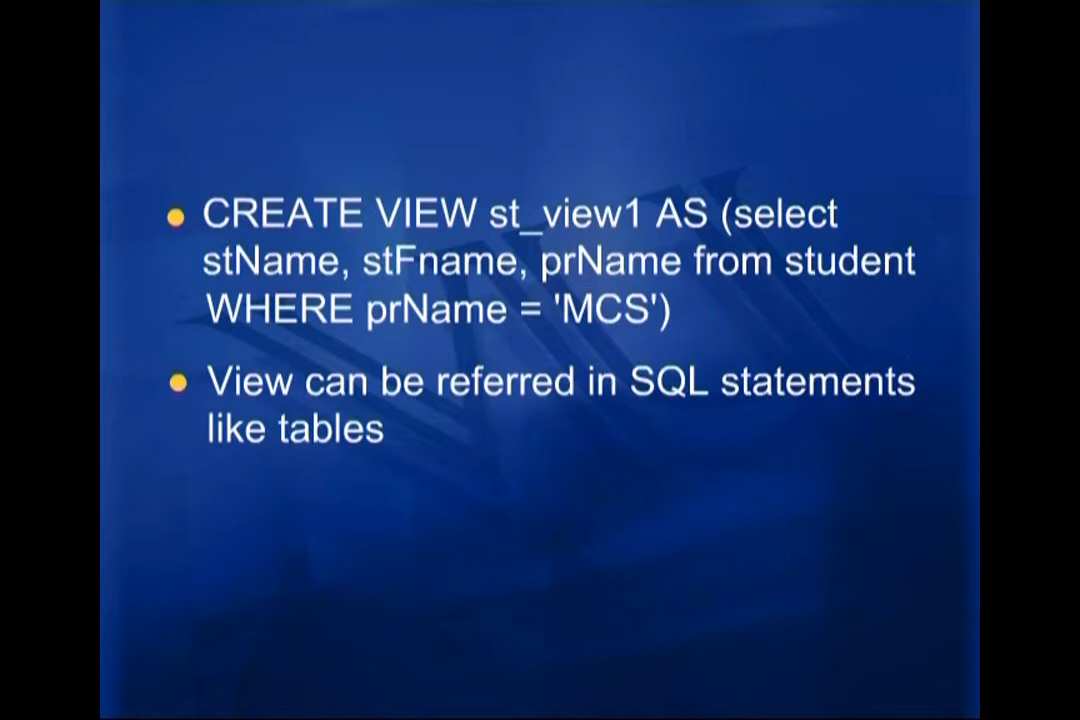 CREATE VIEW st_view1 AS (select
stName, stFname, prName from student
WHERE prName = 'MCS')
View can be referred in SQL statements
like tables